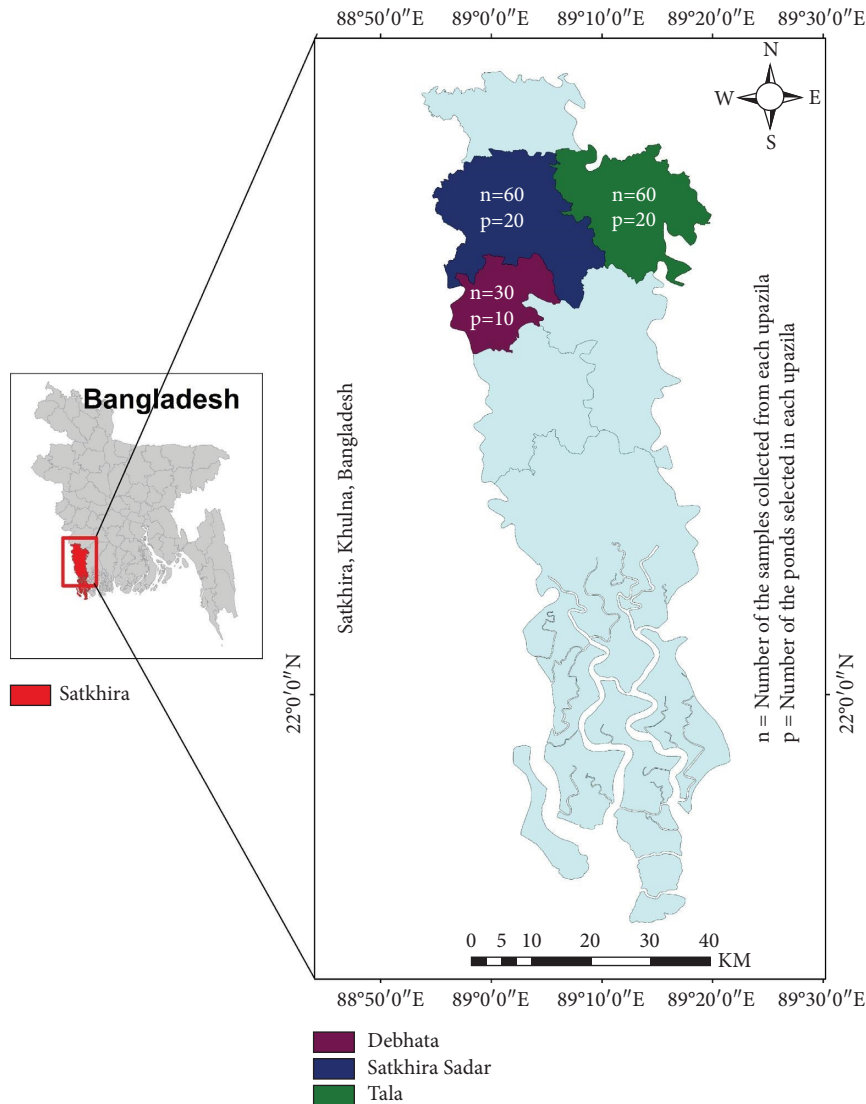 88°50′0″E 89°0′0″E 89°10′0″E 89°20′0″E 89°30′0″E
N
W E
S
n=60
p=20
n=60
p=20
n=30
p=10
Bangladesh
Satkhira
Satkhira, Khulna, Bangladesh
n = Number of the samples collected from each upazila
p = Number of the ponds selected in each upazila
22°0′0″N
22°0′0″N
0 5 10 20 30 40
KM
88°50′0″E 89°0′0″E 89°10′0″E 89°20′0″E 89°30′0″E
Debhata
Satkhira Sadar
Tala